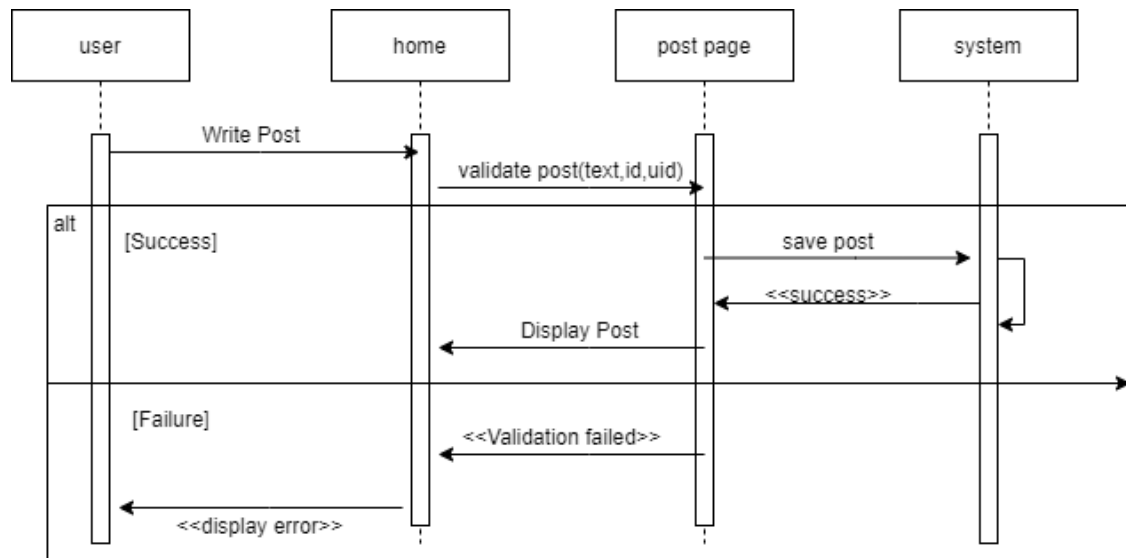 user
home
post page
system
Write Post
validate post(text,id,uid)
alt
[Success]
save post
<<success>>
Display Post
[Failure]
<<Validation failed>>
<<display error>>